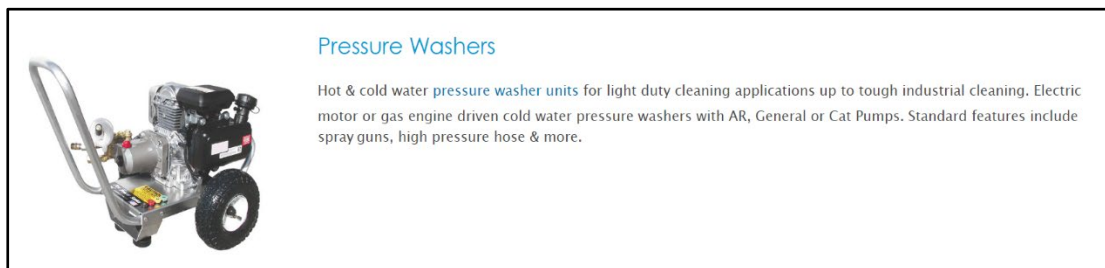 Pressure Washers
Hot & cold water pressure washer units for light duty cleaning applications up to tough industrial cleaning. Electric
motor or gas engine driven cold water pressure washers with AR, General or Cat Pumps. Standard features include
spray guns, high pressure hose & more.